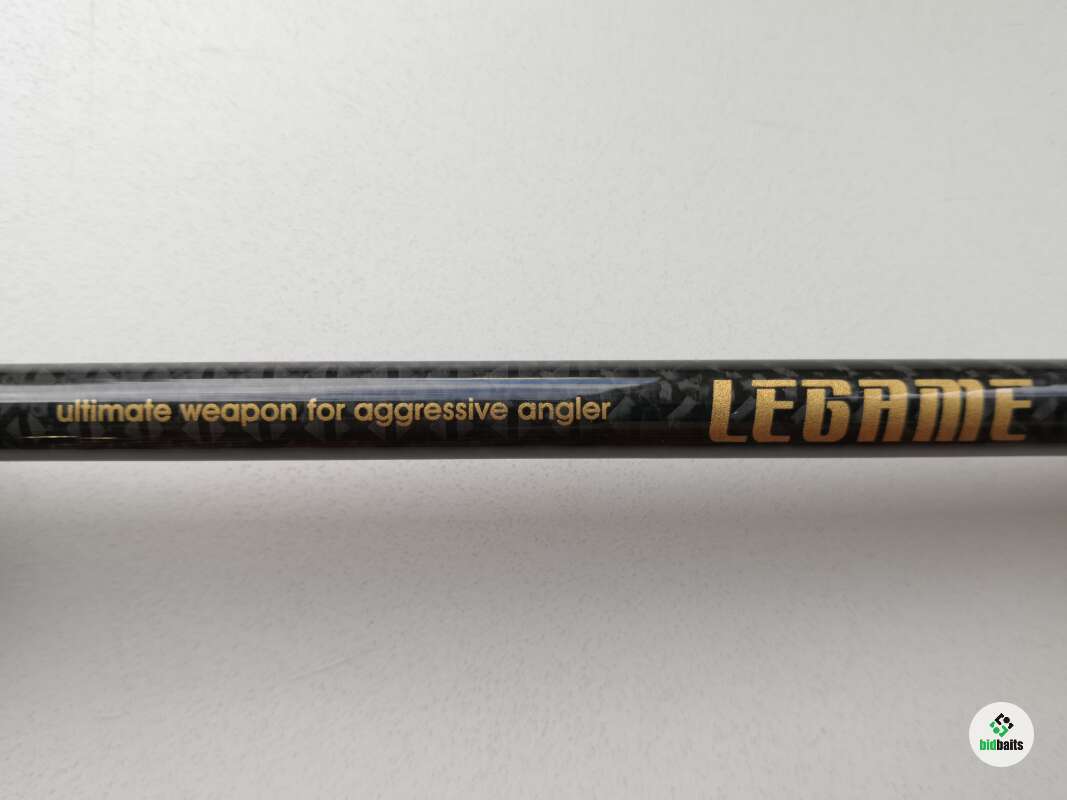 ultimate weapon for aggressive angler LEGAME
bidbaits